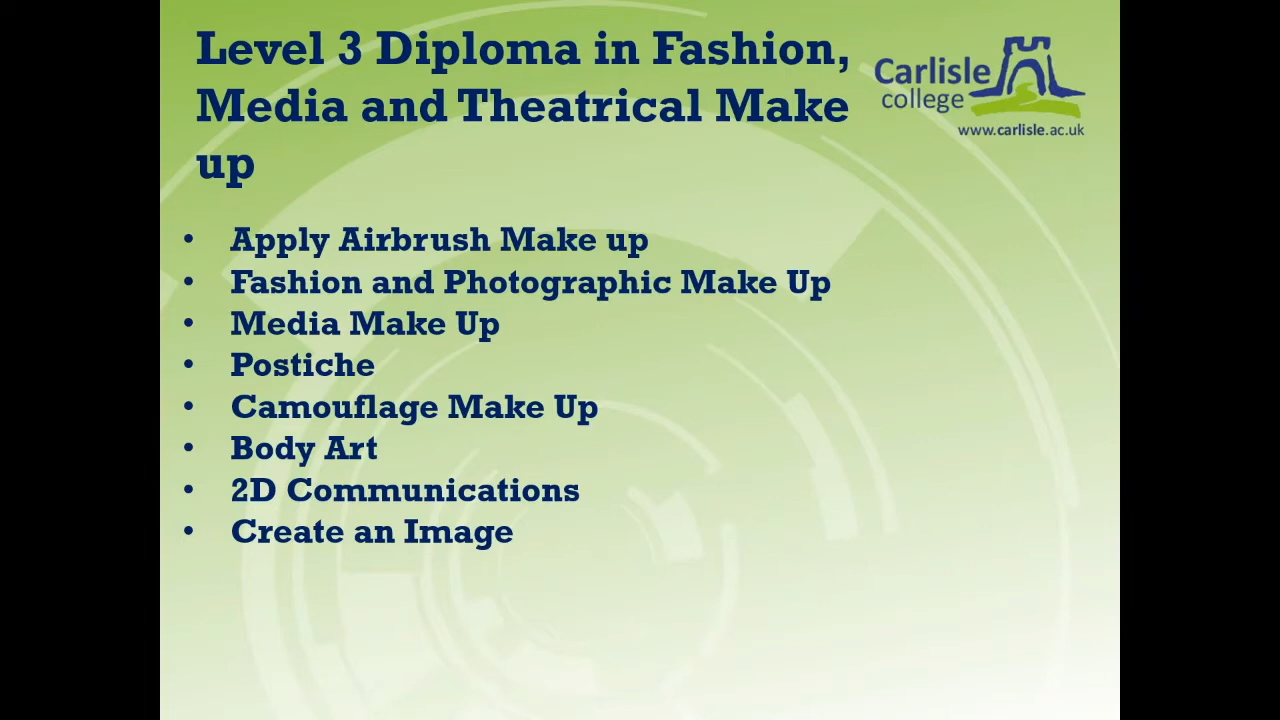 Level 3 Diploma in Fashion,
Media and Theatrical Make
up
Carlisle
college
www.carlisle.ac.uk
• Apply Airbrush Make up
• Fashion and Photographic Make Up
• Media Make Up
• Postiche
• Camouflage Make Up
• Body Art
• 2D Communications
• Create an Image